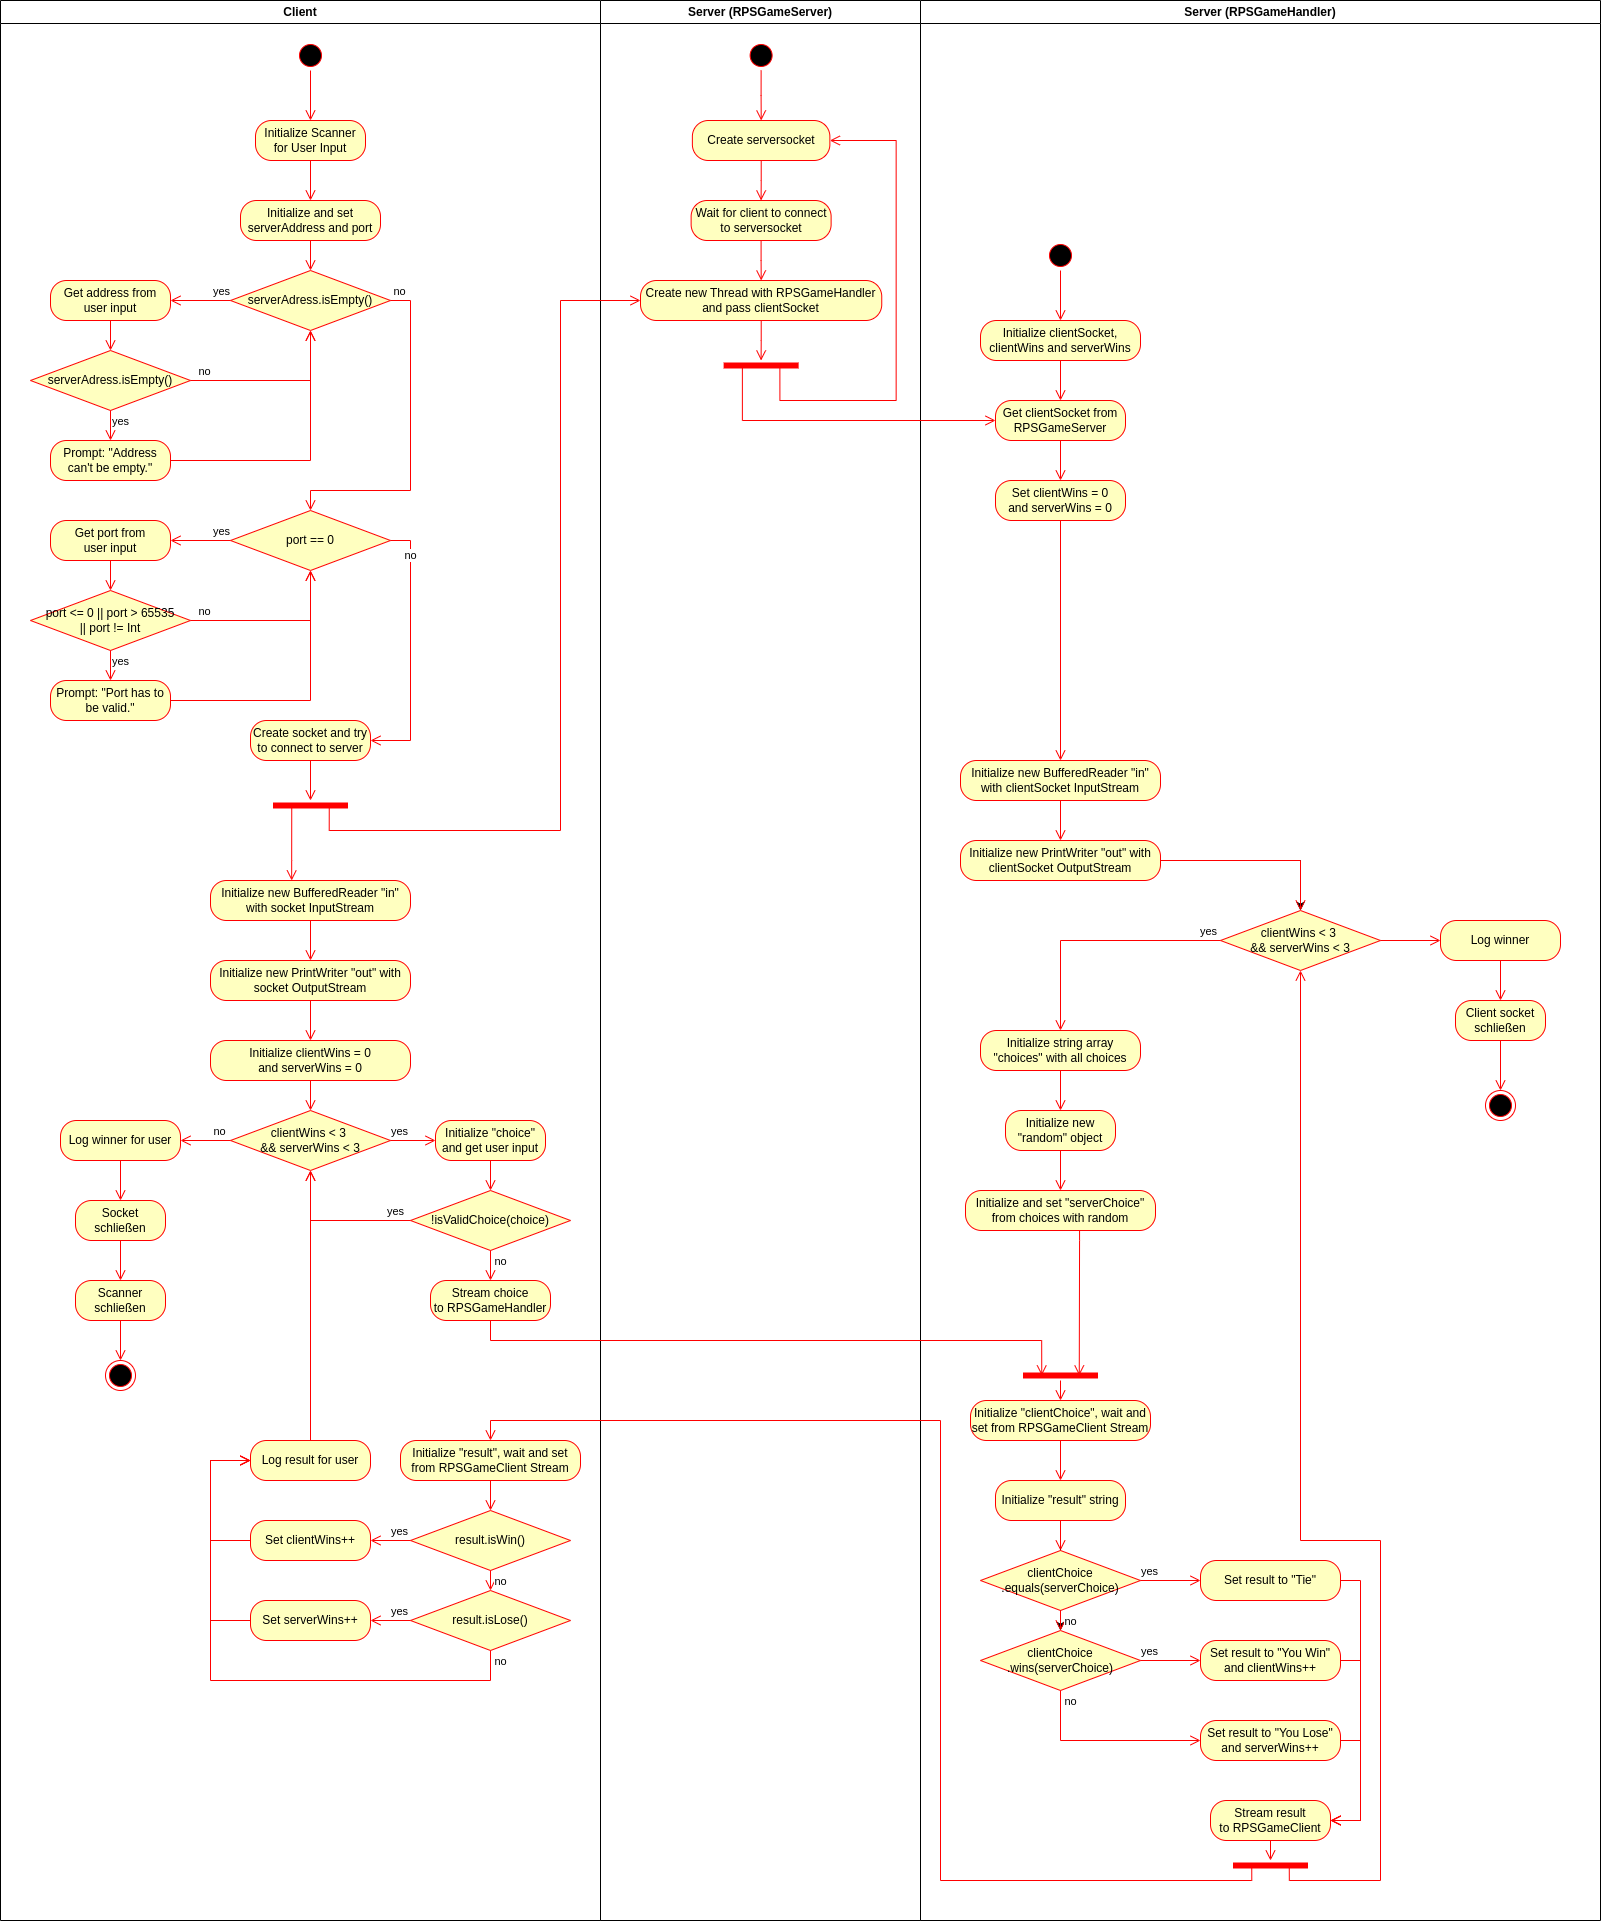 Client
Server (RPSGameServer)
Server (RPSGameHandler)
Initialize Scanner
for User Input
Initialize and set
serverAddress and port
serverAdress.isEmpty()
yes
no
Get address from
user input
serverAdress.isEmpty()
no
yes
Prompt: "Address
can't be empty."
port == 0
yes
no
Get port from
user input
port <= 0 || port > 65535
|| port != Int
no
yes
Prompt: "Port has to
be valid."
Create socket and try
to connect to server
Initialize new BufferedReader "in"
with socket InputStream
Initialize new PrintWriter "out" with
socket OutputStream
Initialize clientWins = 0
and serverWins = 0
clientWins < 3
&& serverWins < 3
no
yes
Log winner for user
Socket
schließen
Scanner
schließen
Initialize "choice"
and get user input
!isValidChoice(choice)
yes
no
Stream choice
to RPSGameHandler
Initialize "result", wait and set
from RPSGameClient Stream
Log result for user
result.isWin()
yes
no
Set clientWins++
result.isLose()
yes
no
Set serverWins++
Create serversocket
Wait for client to connect
to serversocket
Create new Thread with RPSGameHandler
and pass clientSocket
Initialize clientSocket,
clientWins and serverWins
Get clientSocket from
RPSGameServer
Set clientWins = 0
and serverWins = 0
Initialize new BufferedReader "in"
with clientSocket InputStream
Initialize new PrintWriter "out" with
clientSocket OutputStream
clientWins < 3
&& serverWins < 3
yes
Log winner
Client socket
schließen
Initialize string array
"choices" with all choices
Initialize new
"random" object
Initialize and set "serverChoice"
from choices with random
Initialize "clientChoice", wait and
set from RPSGameClient Stream
Initialize "result" string
clientChoice
.equals(serverChoice)
yes
no
Set result to "Tie"
clientChoice
.wins(serverChoice)
yes
no
Set result to "You Win"
and clientWins++
Set result to "You Lose"
and serverWins++
Stream result
to RPSGameClient